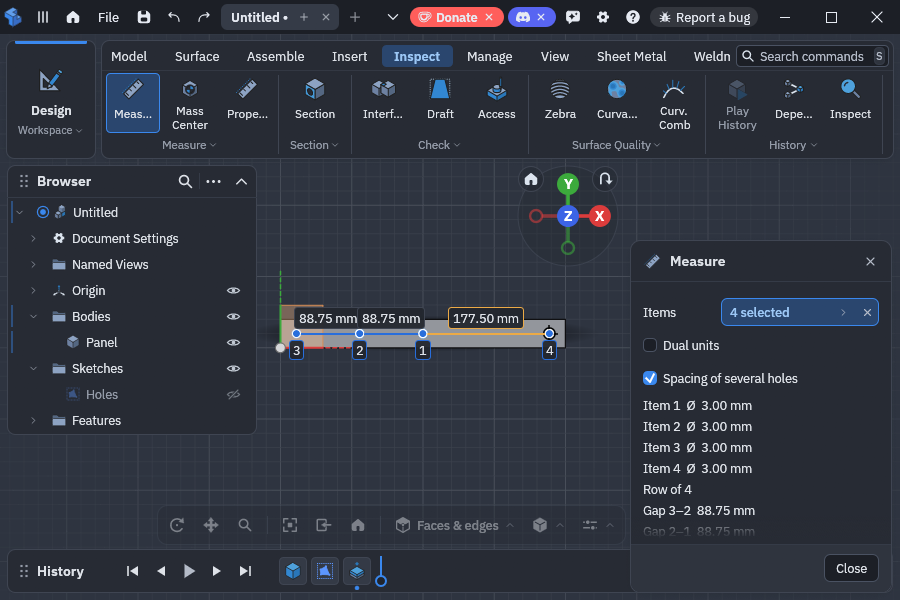 File
Untitled •
Donate
Report a bug
Design
Workspace
Model
Surface
Assemble
Insert
Inspect
Manage
View
Sheet Metal
Weldn
Search commands
S
Meas...
Mass Center
Prope...
Measure
Section
Section
Interf...
Draft
Access
Check
Zebra
Curva...
Curv. Comb
Surface Quality
Play History
Depe...
Inspect
History
Browser
Untitled
Document Settings
Named Views
Origin
Bodies
Panel
Sketches
Holes
Features
Y
Z
X
88.75 mm
88.75 mm
177.50 mm
3
2
1
4
Measure
Items
4 selected
Dual units
Spacing of several holes
Item 1 Ø 3.00 mm
Item 2 Ø 3.00 mm
Item 3 Ø 3.00 mm
Item 4 Ø 3.00 mm
Row of 4
Gap 3–2 88.75 mm
Gap 2–1 88.75 mm
Close
Faces & edges
History